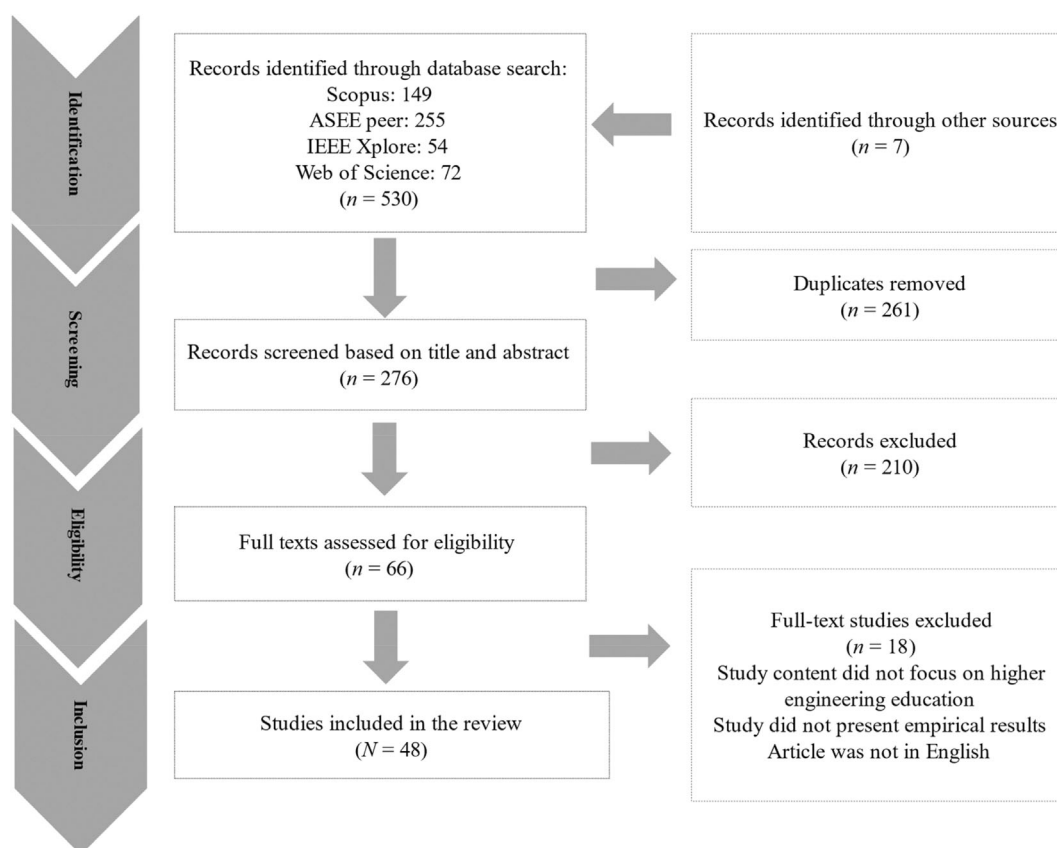 Identification
Records identified through database search:
Scopus: 149
ASEE peer: 255
IEEE Xplore: 54
Web of Science: 72
(n = 530)
Records identified through other sources
(n = 7)
Duplicates removed
(n = 261)
Screening
Records screened based on title and abstract
(n = 276)
Records excluded
(n = 210)
Eligibility
Full texts assessed for eligibility
(n = 66)
Full-text studies excluded
(n = 18)
Study content did not focus on higher
engineering education
Study did not present empirical results
Article was not in English
Inclusion
Studies included in the review
(N = 48)